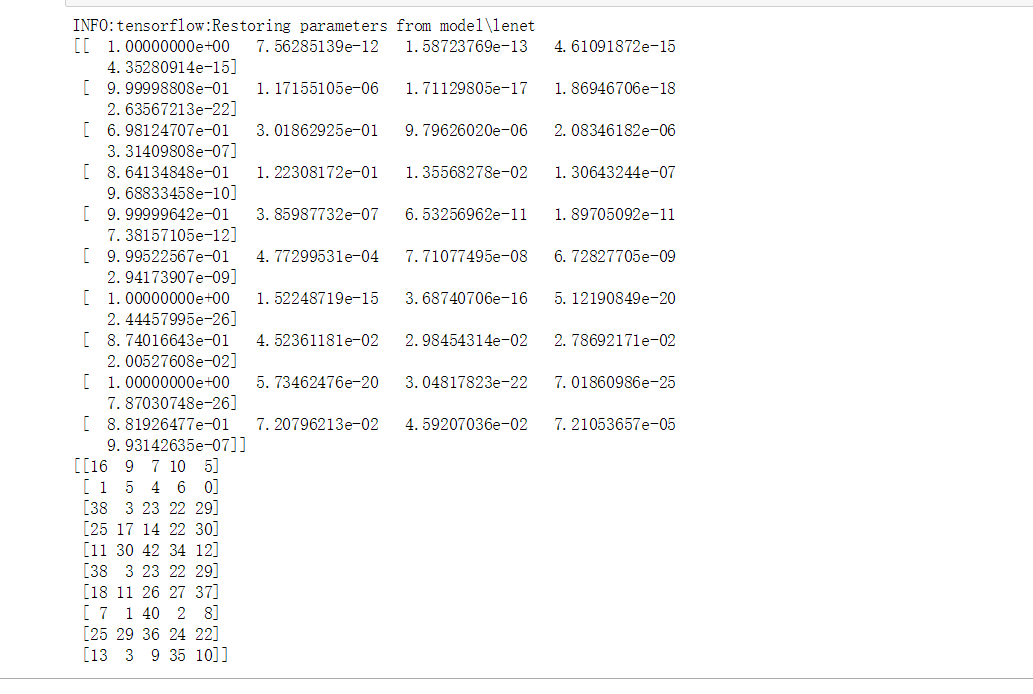 INFO:tensorflow:Restoring parameters from model\lenet
[[  1.00000000e+00   7.56285139e-12   1.58723769e-13   4.61091872e-15
    4.35280914e-15]
 [  9.99998808e-01   1.17155105e-06   1.71129805e-17   1.86946706e-18
    2.63567213e-22]
 [  6.98124707e-01   3.01862925e-01   9.79626020e-06   2.08346182e-06
    3.31409808e-07]
 [  8.64134848e-01   1.22308172e-01   1.35568278e-02   1.30643244e-07
    9.68833458e-10]
 [  9.99999642e-01   3.85987732e-07   6.53256962e-11   1.89705092e-11
    7.38157105e-12]
 [  9.99522567e-01   4.77299531e-04   7.71077495e-08   6.72827705e-09
    2.94173907e-09]
 [  1.00000000e+00   1.52248719e-15   3.68740706e-16   5.12190849e-20
    2.44457995e-26]
 [  8.74016643e-01   4.52361181e-02   2.98454314e-02   2.78692171e-02
    2.00527608e-02]
 [  1.00000000e+00   5.73462476e-20   3.04817823e-22   7.01860986e-25
    7.87030748e-26]
 [  8.81926477e-01   7.20796213e-02   4.59207036e-02   7.21053657e-05
    9.93142635e-07]]
[[16  9  7 10  5]
 [ 1  5  4  6  0]
 [38  3 23 22 29]
 [25 17 14 22 30]
 [11 30 42 34 12]
 [38  3 23 22 29]
 [18 11 26 27 37]
 [ 7  1 40  2  8]
 [25 29 36 24 22]
 [13  3  9 35 10]]